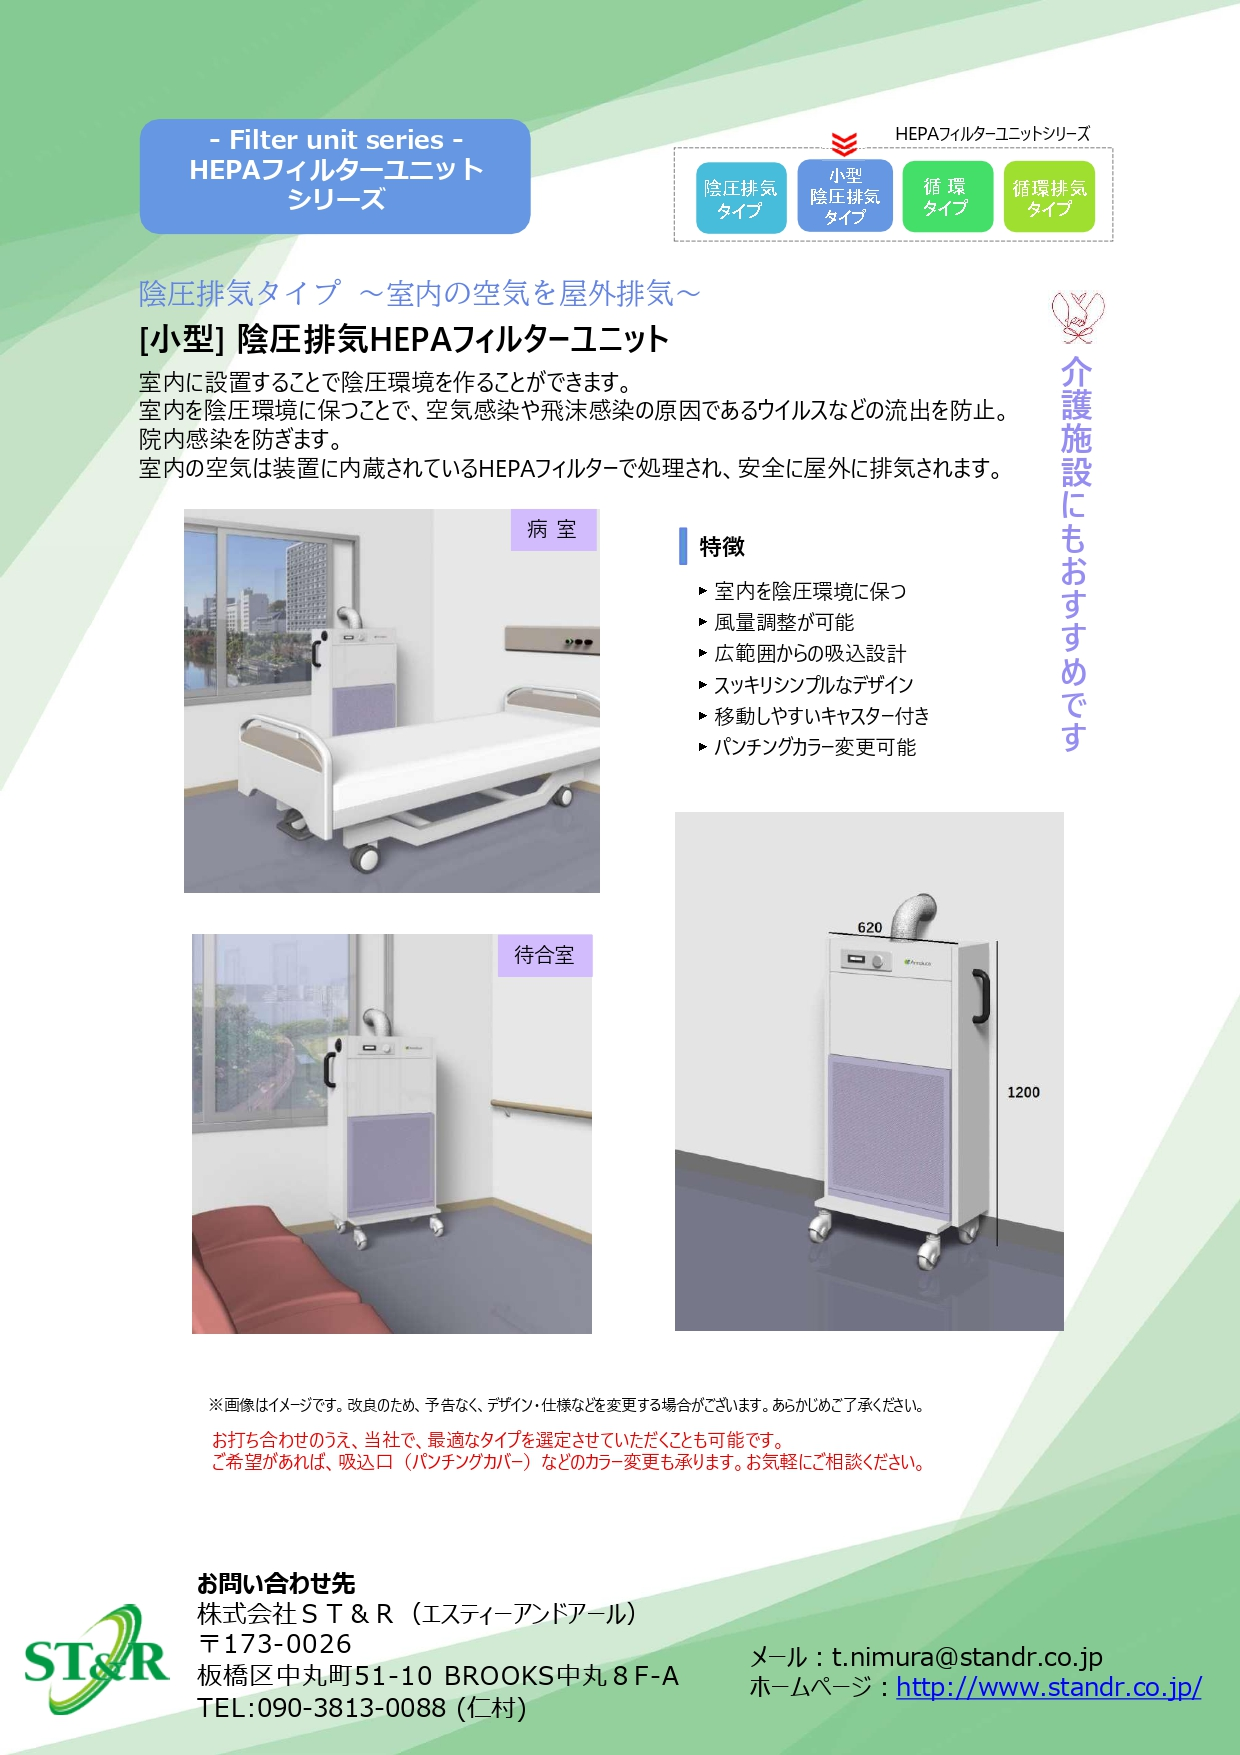 - Filter unit series -
HEPAフィルターユニット
シリーズ
HEPAフィルターユニットシリーズ
陰圧排気
タイプ
小型
陰圧排気
タイプ
循 環
タイプ
循環排気
タイプ
陰圧排気タイプ ～室内の空気を屋外排気～
[小型] 陰圧排気HEPAフィルターユニット
室内に設置することで陰圧環境を作ることができます。
室内を陰圧環境に保つことで、空気感染や飛沫感染の原因であるウイルスなどの流出を防止。
院内感染を防ぎます。
室内の空気は装置に内蔵されているHEPAフィルターで処理され、安全に屋外に排気されます。
介護施設にもおすすめです
病 室
特徴
室内を陰圧環境に保つ
風量調整が可能
広範囲からの吸込設計
スッキリシンプルなデザイン
移動しやすいキャスター付き
パンチングカラー変更可能
待合室
620
1200
※画像はイメージです。改良のため、予告なく、デザイン・仕様などを変更する場合がございます。あらかじめご了承ください。
お打ち合わせのうえ、当社で、最適なタイプを選定させていただくことも可能です。
ご希望があれば、吸込口（パンチングカバー）などのカラー変更も承ります。お気軽にご相談ください。
お問い合わせ先
株式会社ＳＴ＆Ｒ（エスティーアンドアール）
〒173-0026
板橋区中丸町51-10 BROOKS中丸８F-A
TEL:090-3813-0088 (仁村)
ST&R
メール：t.nimura@standr.co.jp
ホームページ：http://www.standr.co.jp/